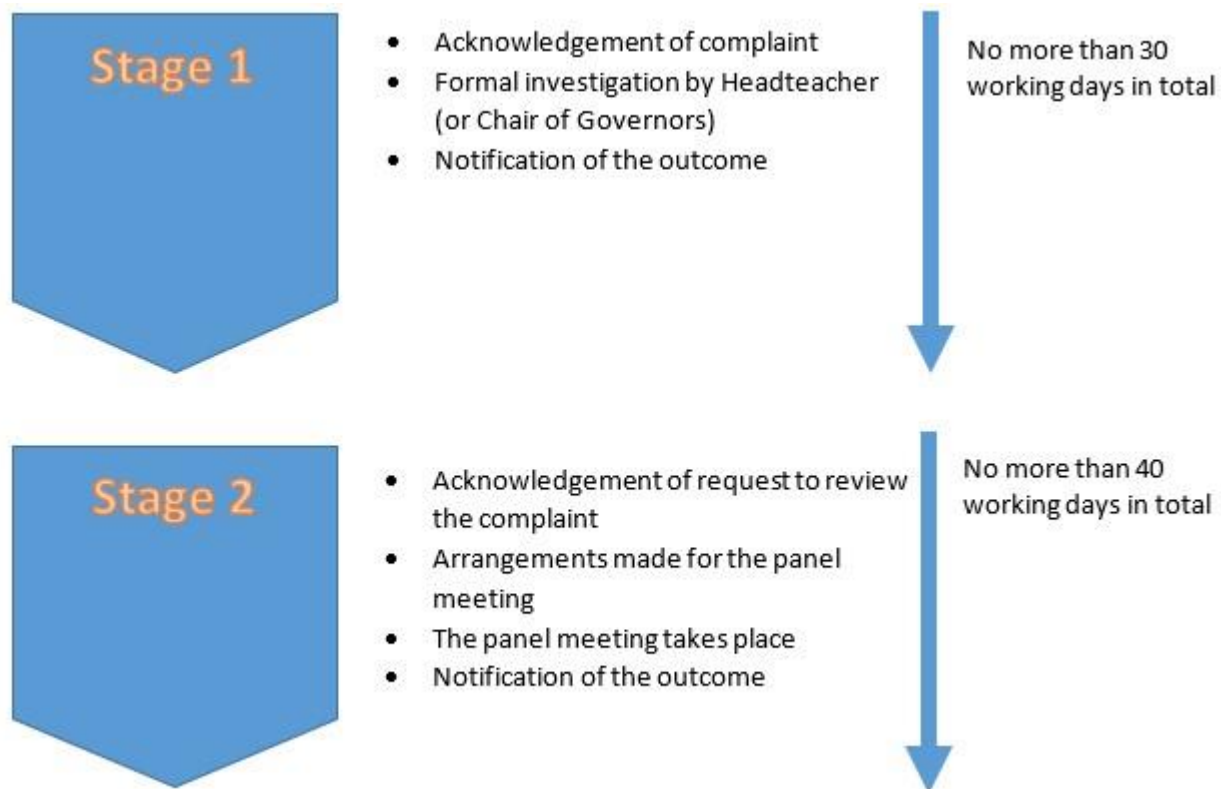 Stage 1
• Acknowledgement of complaint
• Formal investigation by Headteacher
(or Chair of Governors)
• Notification of the outcome
No more than 30
working days in total
Stage 2
• Acknowledgement of request to review
the complaint
• Arrangements made for the panel
meeting
• The panel meeting takes place
• Notification of the outcome
No more than 40
working days in total